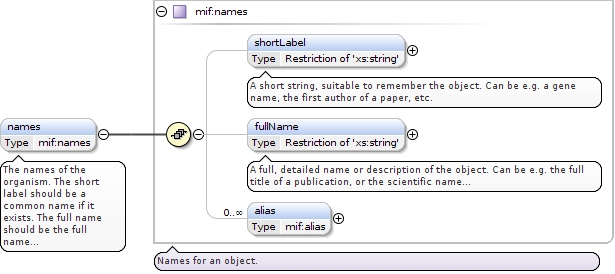 mif:names
shortLabel
Type Restriction of 'xs:string'
A short string, suitable to remember the object. Can be e.g. a gene
name, the first author of a paper, etc.
names
Type mif:names
The names of the
organism. The short
label should be a
common name if it
exists. The full name
should be the full
name...
fullName
Type Restriction of 'xs:string'
A full, detailed name or description of the object. Can be e.g. the full
title of a publication, or the scientific name...
0..∞
alias
Type mif:alias
Names for an object.